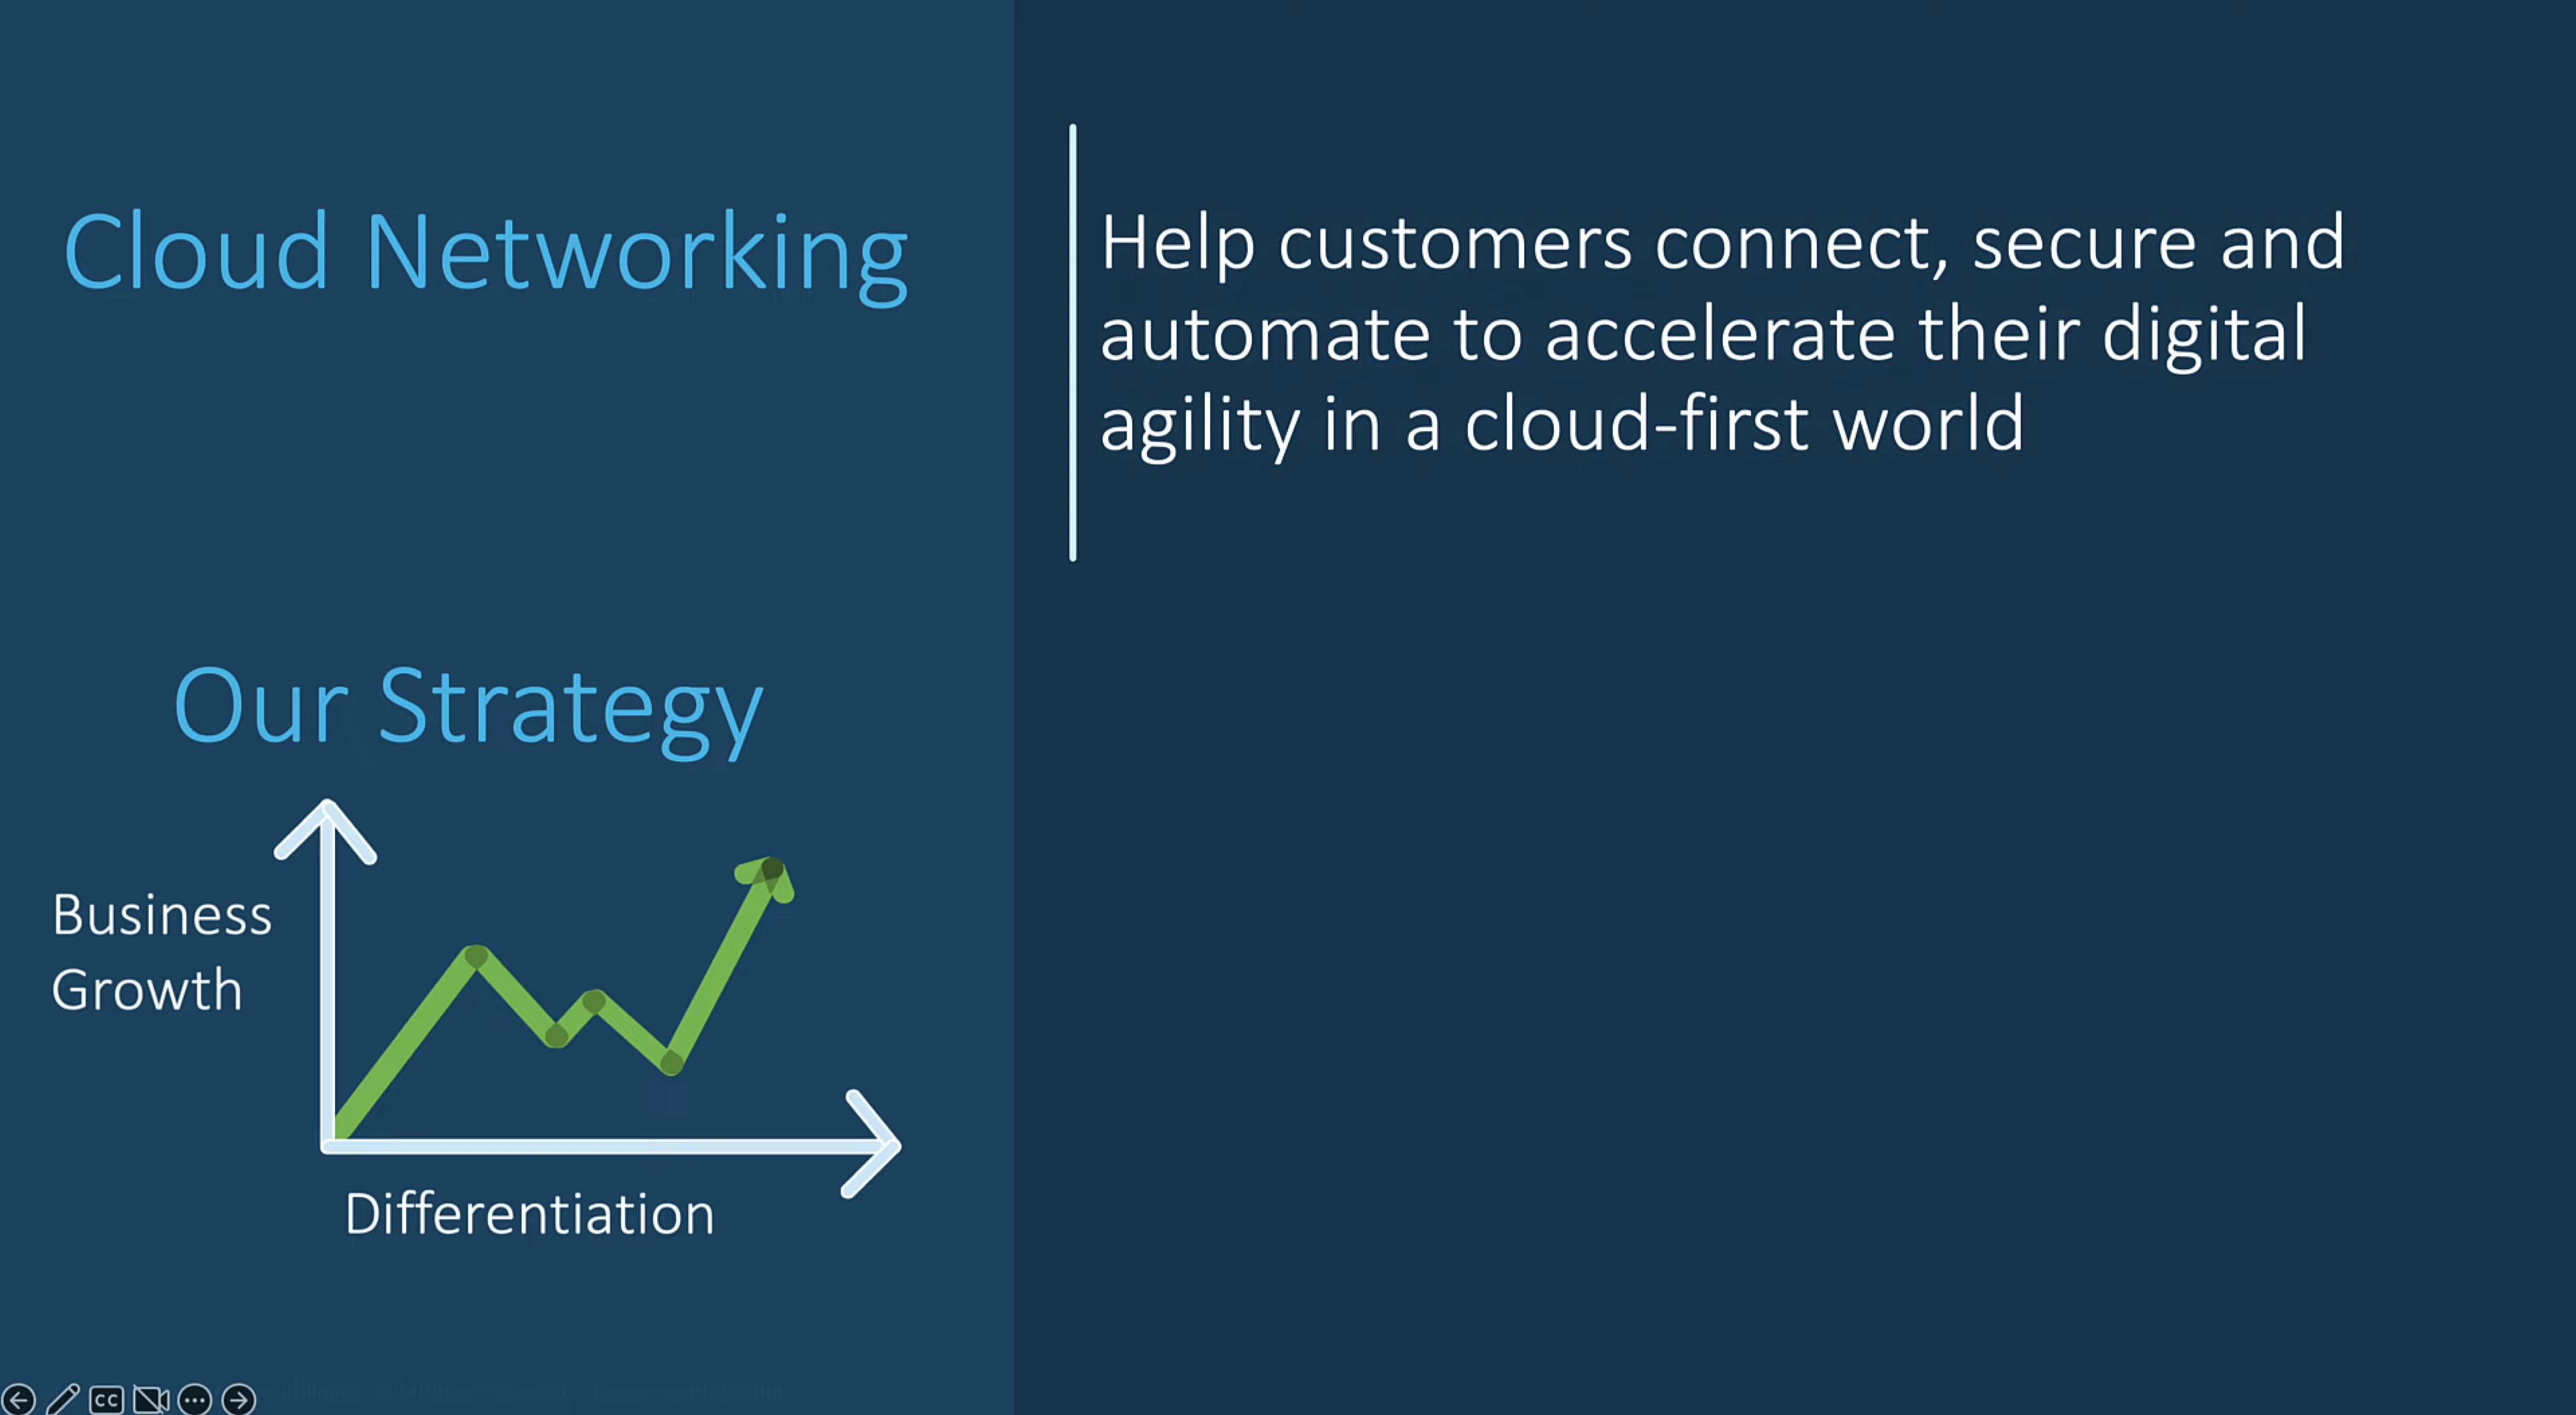 Cloud Networking
Help customers connect, secure and
automate to accelerate their digital
agility in a cloud-first world
Our Strategy
Business
Growth
Differentiation
CC